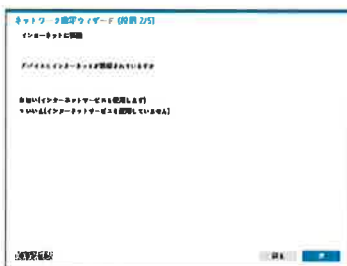 ネットワーク設定ウィザード (段階 2/5)
インターネットに接続
デバイスにインターネットが接続されていますか
はい(インターネットサービスを使用します)
いいえ(インターネットサービスを使用していません)
戻る
次